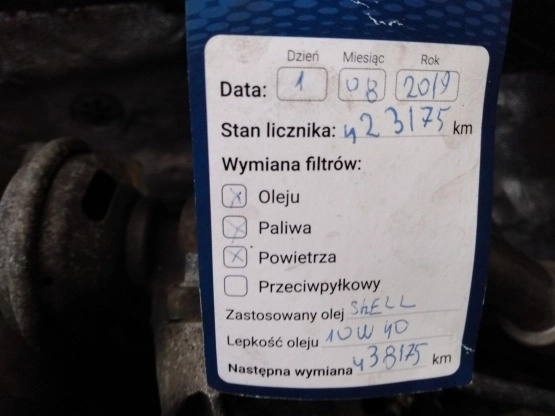 Dzień Miesiąc Rok
Data: 1 08 2019
Stan licznika: 423175 km
Wymiana filtrów:
Oleju
Paliwa
Powietrza
Przeciwpyłkowy
Zastosowany olej SHELL
Lepkość oleju 10W40
Następna wymiana 438175 km